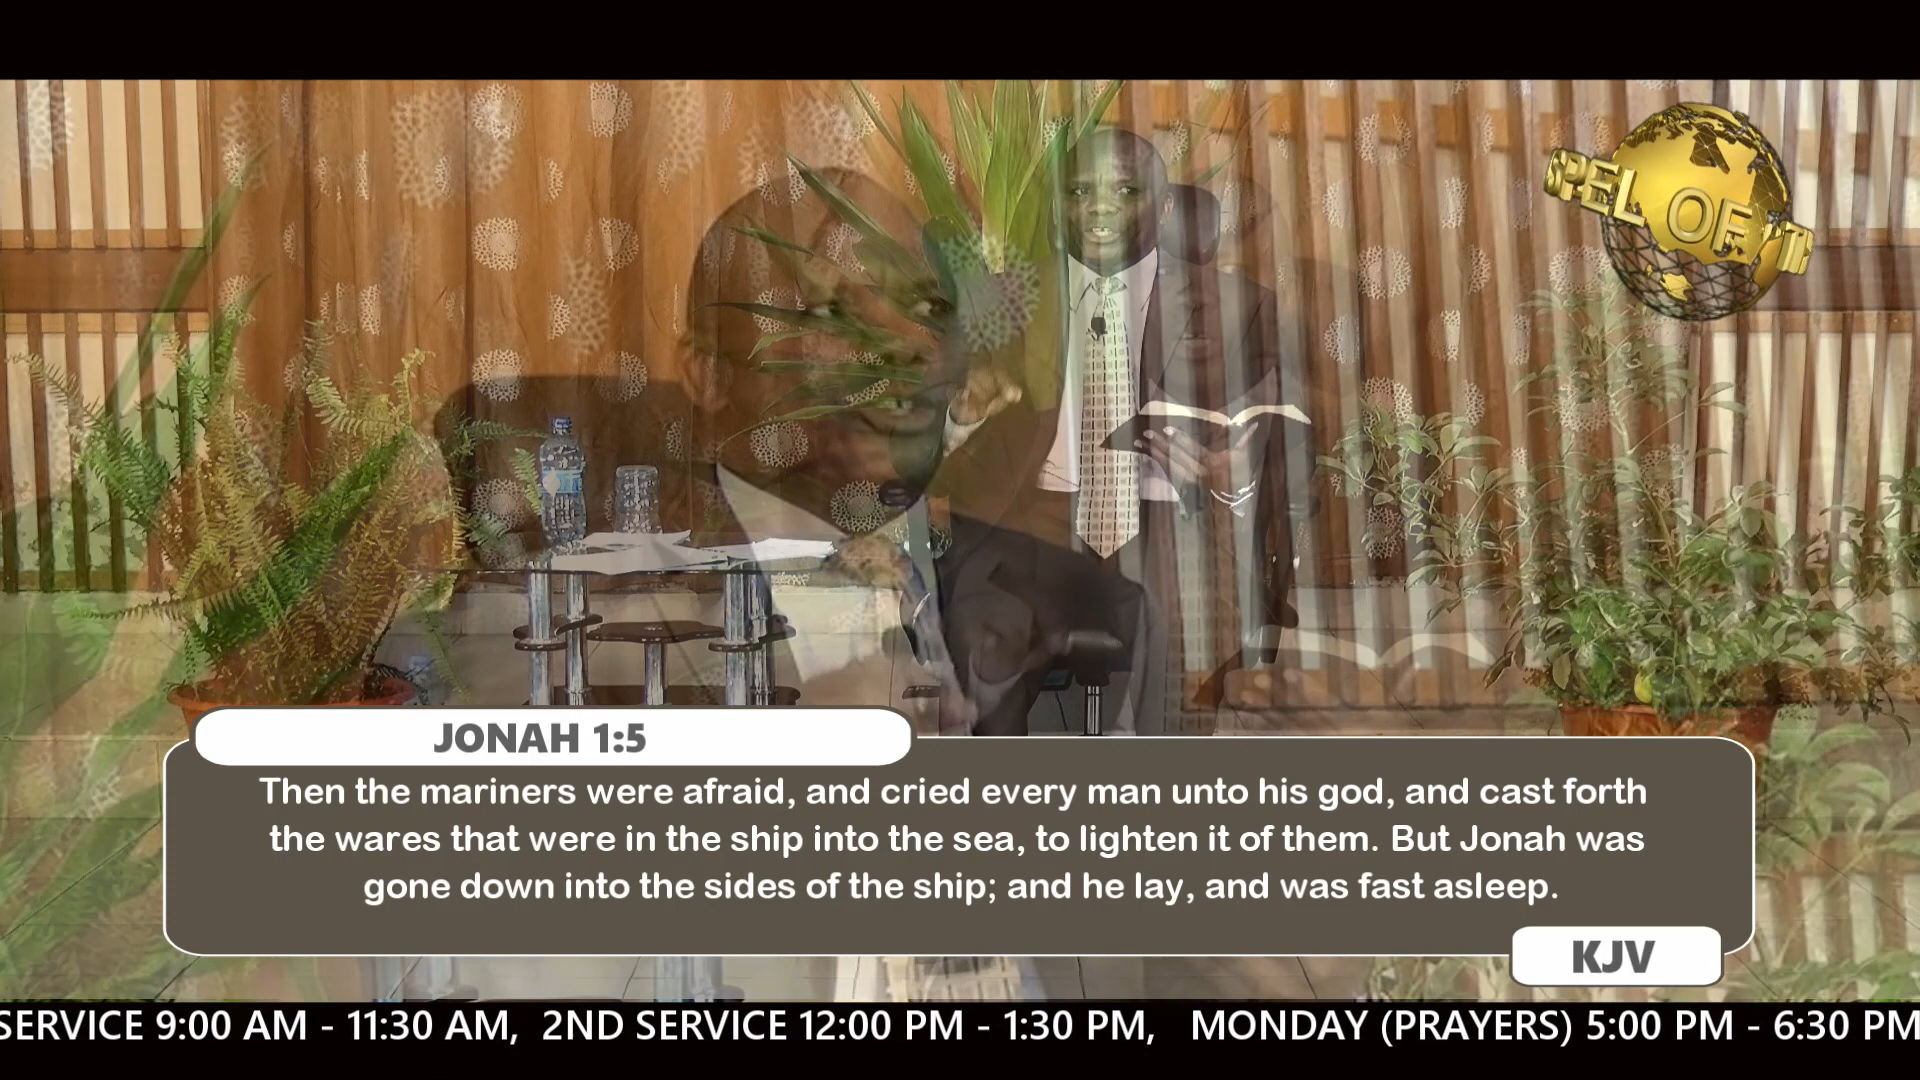 SPEL OF T
JONAH 1:5
Then the mariners were afraid, and cried every man unto his god, and cast forth
the wares that were in the ship into the sea, to lighten it of them. But Jonah was
gone down into the sides of the ship; and he lay, and was fast asleep.
KJV
SERVICE 9:00 AM - 11:30 AM, 2ND SERVICE 12:00 PM - 1:30 PM, MONDAY (PRAYERS) 5:00 PM - 6:30 PM